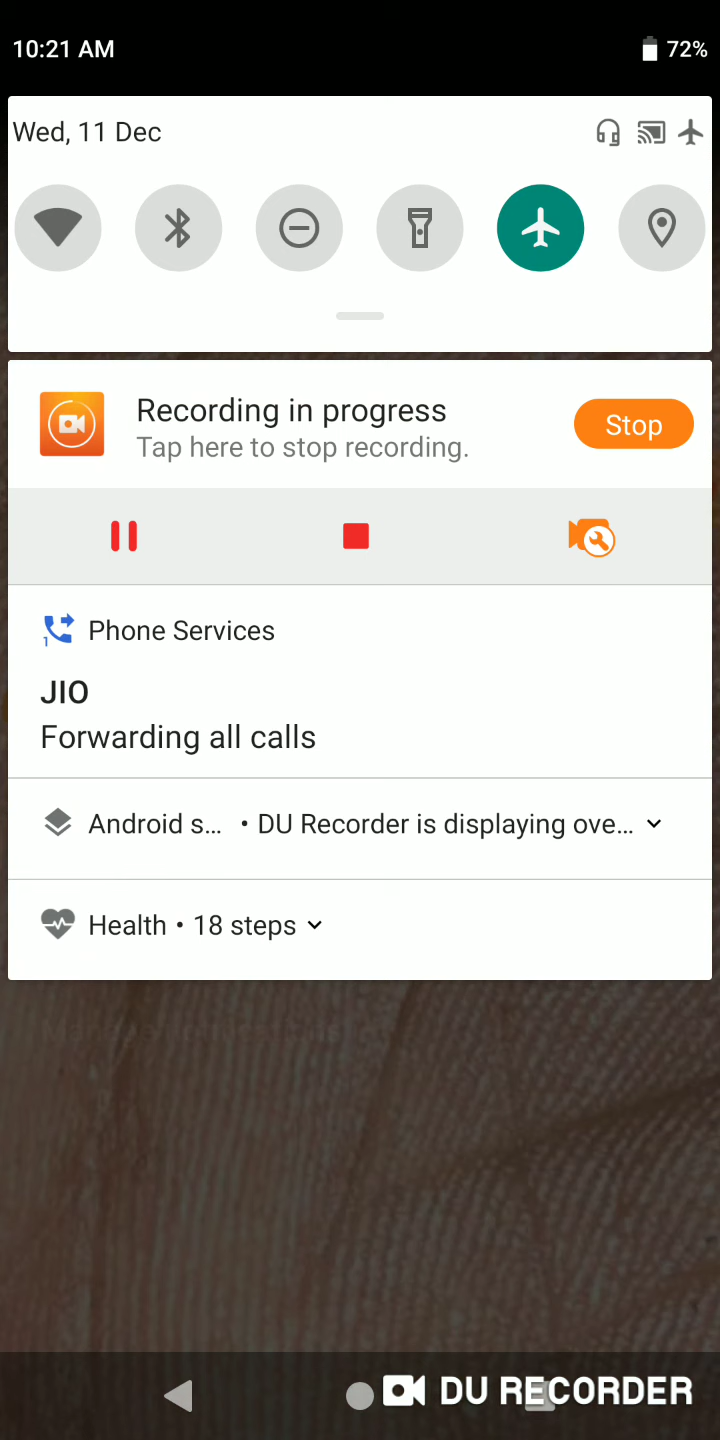 10:21 AM
72%
Wed, 11 Dec
Recording in progress
Tap here to stop recording.
Stop
1
Phone Services
JIO
Forwarding all calls
Android s… • DU Recorder is displaying ove…
Health • 18 steps
DU RECORDER